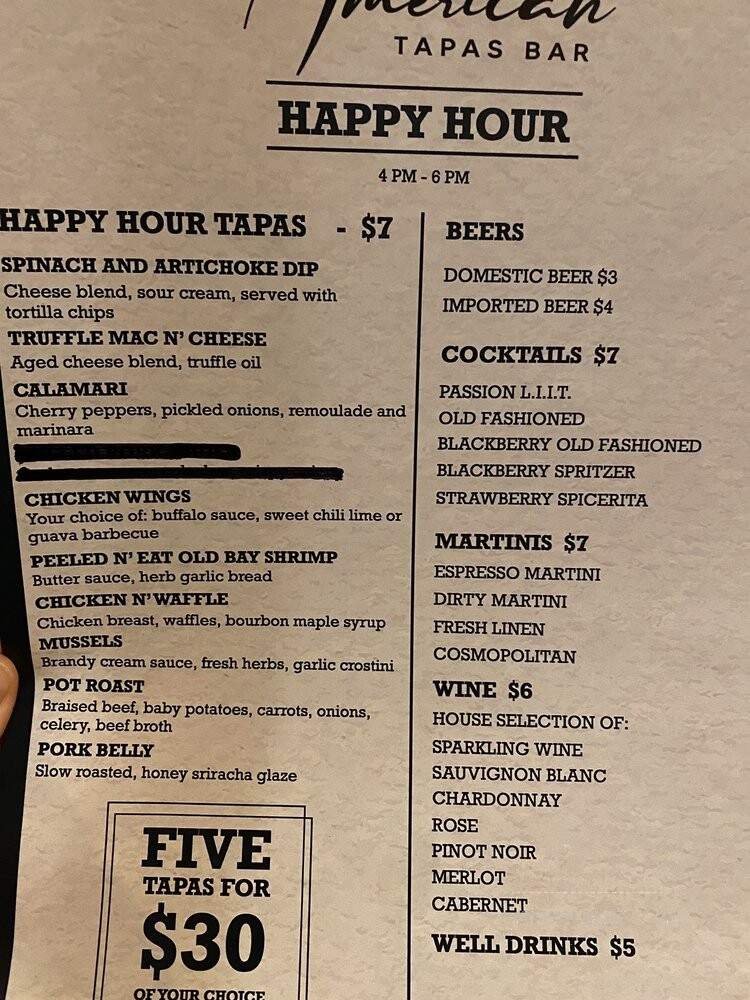 American
TAPAS BAR
HAPPY HOUR
4 PM - 6 PM
HAPPY HOUR TAPAS - $7
SPINACH AND ARTICHOKE DIP
Cheese blend, sour cream, served with
tortilla chips
TRUFFLE MAC N' CHEESE
Aged cheese blend, truffle oil
CALAMARI
Cherry peppers, pickled onions, remoulade and
marinara
CHICKEN WINGS
Your choice of: buffalo sauce, sweet chili lime or
guava barbecue
PEELED N' EAT OLD BAY SHRIMP
Butter sauce, herb garlic bread
CHICKEN N' WAFFLE
Chicken breast, waffles, bourbon maple syrup
MUSSELS
Brandy cream sauce, fresh herbs, garlic crostini
POT ROAST
Braised beef, baby potatoes, carrots, onions,
celery, beef broth
PORK BELLY
Slow roasted, honey sriracha glaze
FIVE
TAPAS FOR
$30
OF YOUR CHOICE
BEERS
DOMESTIC BEER $3
IMPORTED BEER $4
COCKTAILS $7
PASSION L.I.I.T.
OLD FASHIONED
BLACKBERRY OLD FASHIONED
BLACKBERRY SPRITZER
STRAWBERRY SPICERITA
MARTINIS $7
ESPRESSO MARTINI
DIRTY MARTINI
FRESH LINEN
COSMOPOLITAN
WINE $6
HOUSE SELECTION OF:
SPARKLING WINE
SAUVIGNON BLANC
CHARDONNAY
ROSE
PINOT NOIR
MERLOT
CABERNET
WELL DRINKS $5